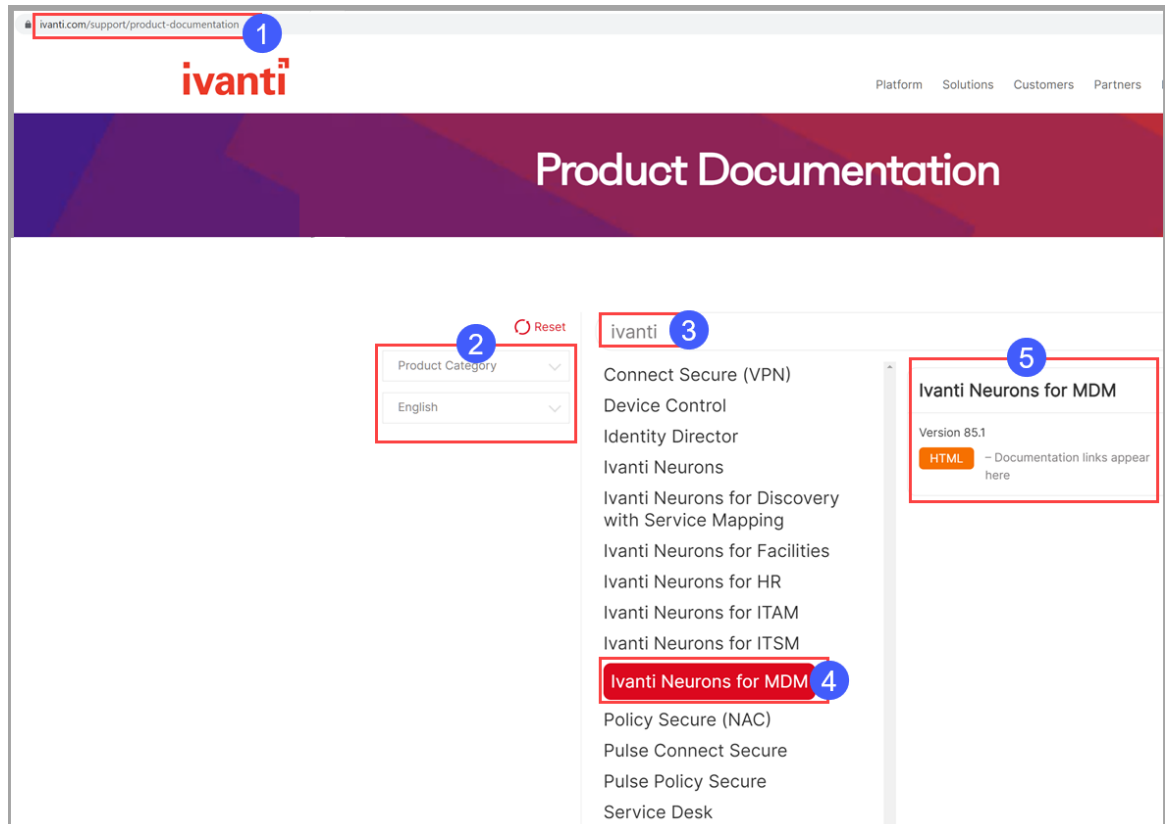 ivanti.com/support/product-documentation
1
ivanti
Platform Solutions Customers Partners
Product Documentation
Reset
2
Product Category
English
ivanti
3
Connect Secure (VPN)
Device Control
Identity Director
Ivanti Neurons
Ivanti Neurons for Discovery
with Service Mapping
Ivanti Neurons for Facilities
Ivanti Neurons for HR
Ivanti Neurons for ITAM
Ivanti Neurons for ITSM
Ivanti Neurons for MDM
4
Policy Secure (NAC)
Pulse Connect Secure
Pulse Policy Secure
Service Desk
5
Ivanti Neurons for MDM
Version 85.1
HTML – Documentation links appear
here